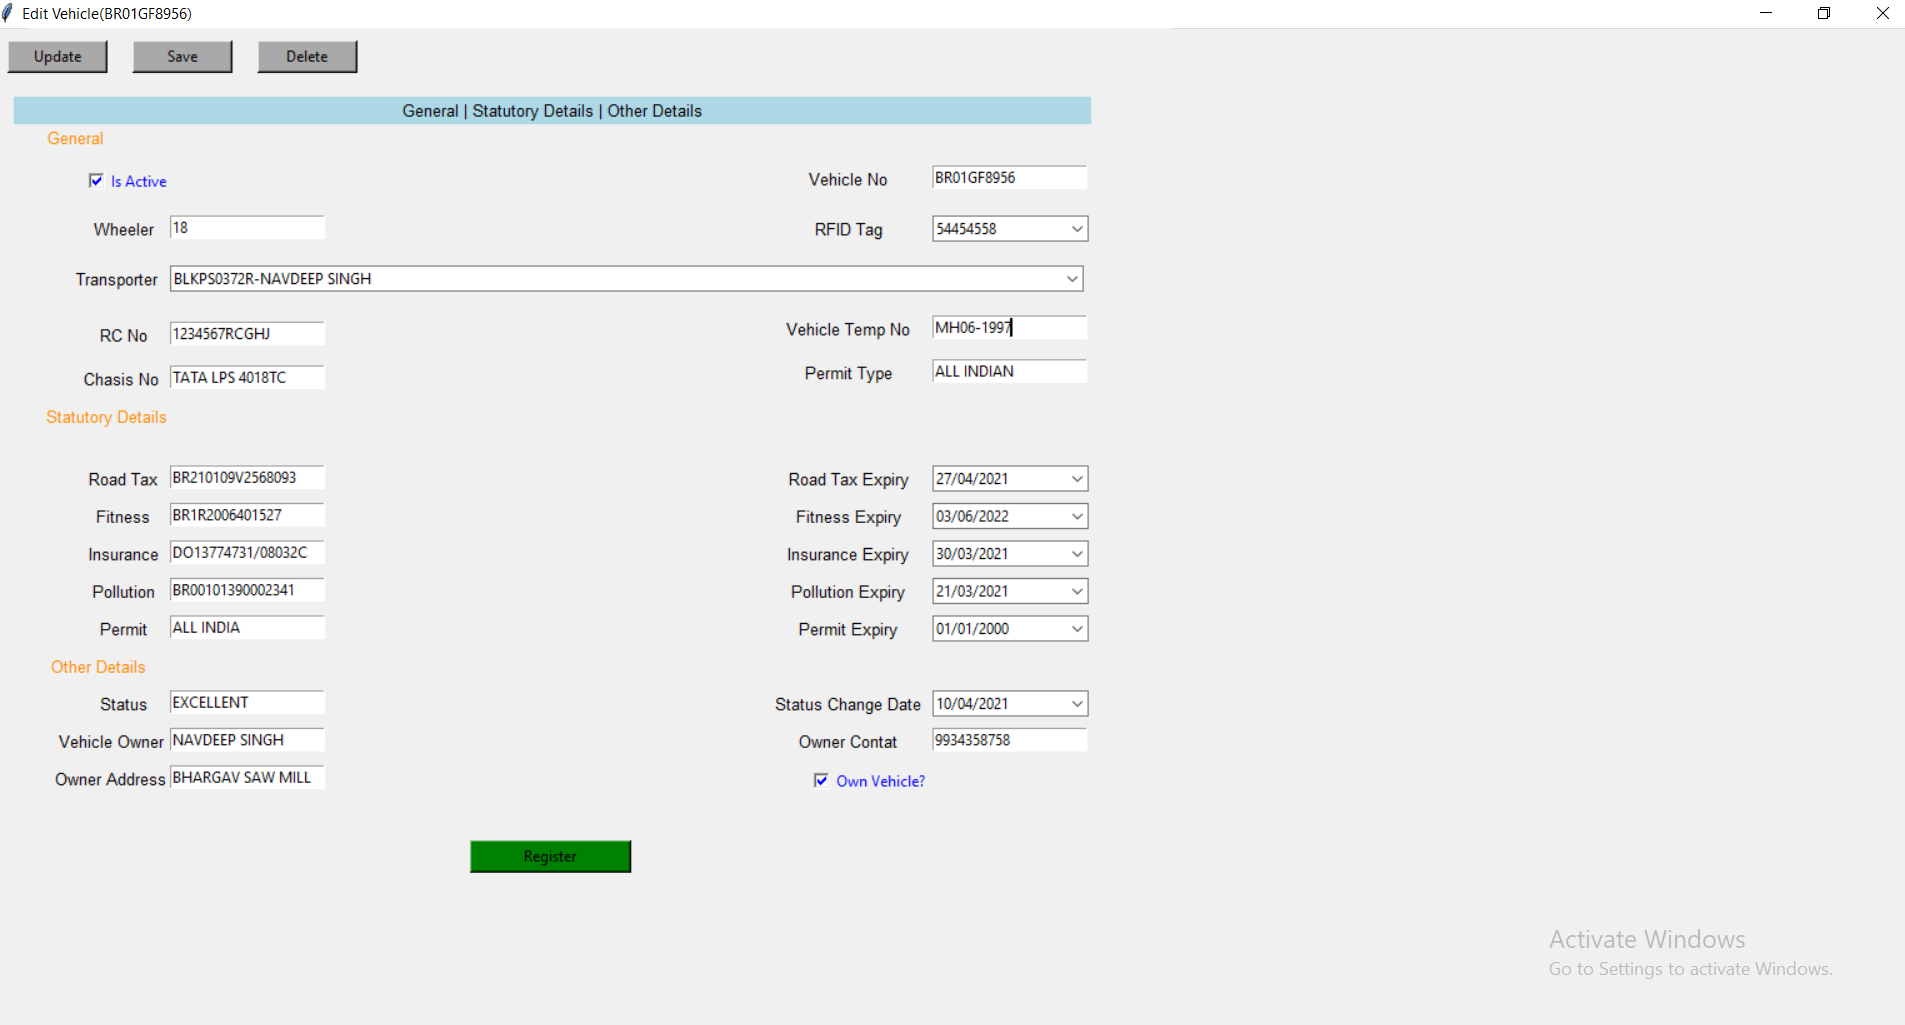 Edit Vehicle(BR01GF8956)
Update Save Delete
General | Statutory Details | Other Details
General
Is Active Vehicle No BR01GF8956
Wheeler 18 RFID Tag 54454558
Transporter BLKPS0372R-NAVDEEP SINGH
RC No 1234567RCGHJ Vehicle Temp No MH06-1997
Chasis No TATA LPS 4018TC Permit Type ALL INDIAN
Statutory Details
Road Tax BR210109V2568093 Road Tax Expiry 27/04/2021
Fitness BR1R2006401527 Fitness Expiry 03/06/2022
Insurance DO13774731/08032C Insurance Expiry 30/03/2021
Pollution BR00101390002341 Pollution Expiry 21/03/2021
Permit ALL INDIA Permit Expiry 01/01/2000
Other Details
Status EXCELLENT Status Change Date 10/04/2021
Vehicle Owner NAVDEEP SINGH Owner Contat 9934358758
Owner Address BHARGAV SAW MILL Own Vehicle?
Register
Activate Windows
Go to Settings to activate Windows.